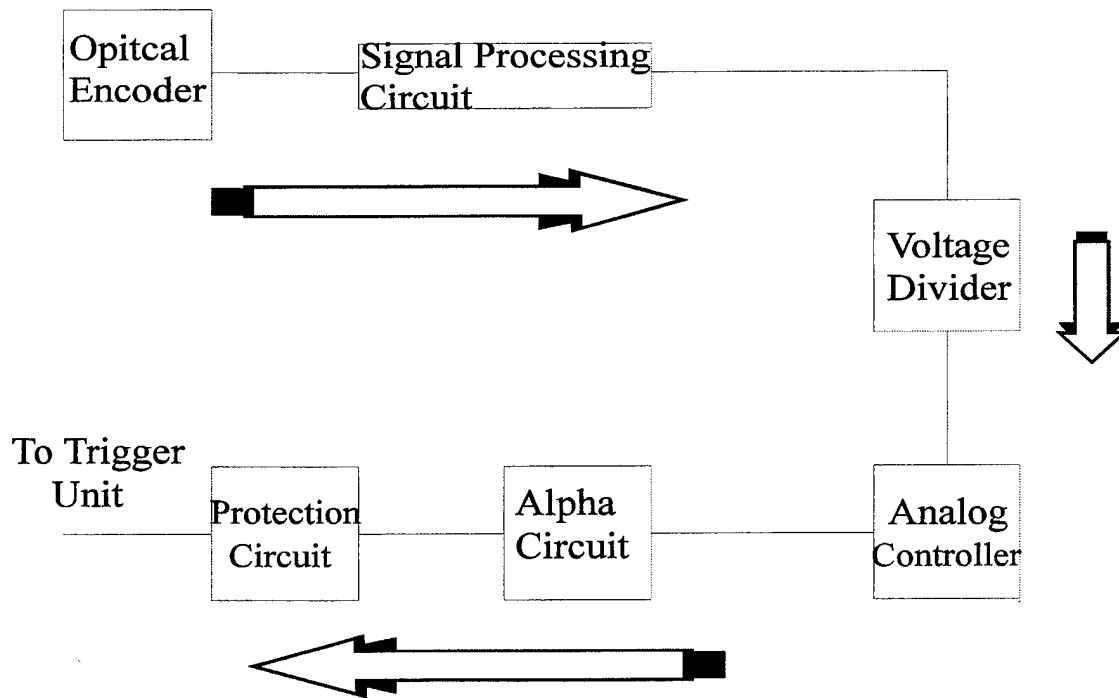 Opitcal
Encoder
Signal Processing
Circuit
Voltage
Divider
To Trigger
Unit
Protection
Circuit
Alpha
Circuit
Analog
Controller